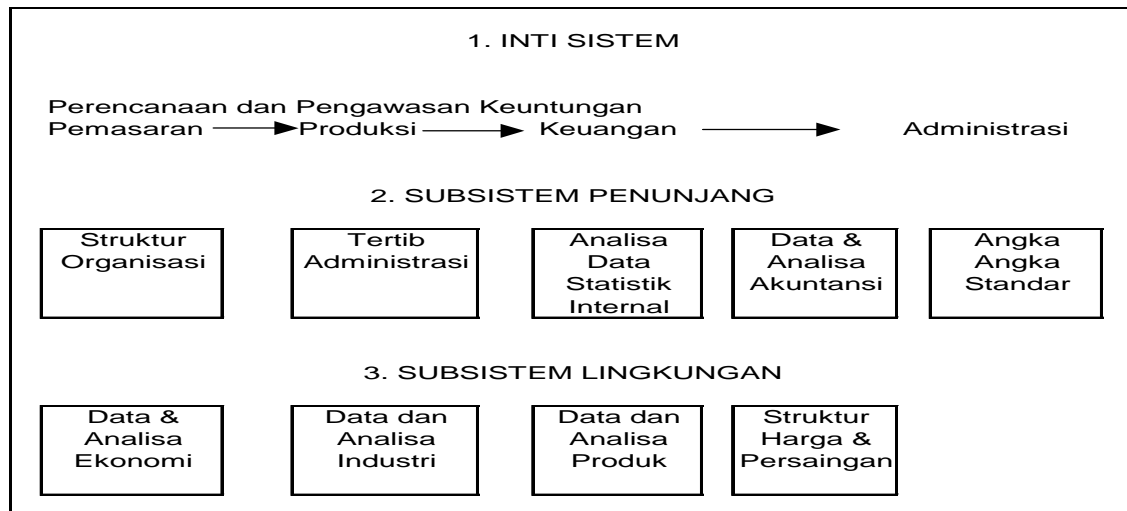 1. INTI SISTEM
Perencanaan dan Pengawasan Keuntungan
Pemasaran Produksi Keuangan Administrasi
2. SUBSISTEM PENUNJANG
Struktur
Organisasi
Tertib
Administrasi
Analisa
Data
Statistik
Internal
Data &
Analisa
Akuntansi
Angka
Angka
Standar
3. SUBSISTEM LINGKUNGAN
Data &
Analisa
Ekonomi
Data dan
Analisa
Industri
Data dan
Analisa
Produk
Struktur
Harga &
Persaingan